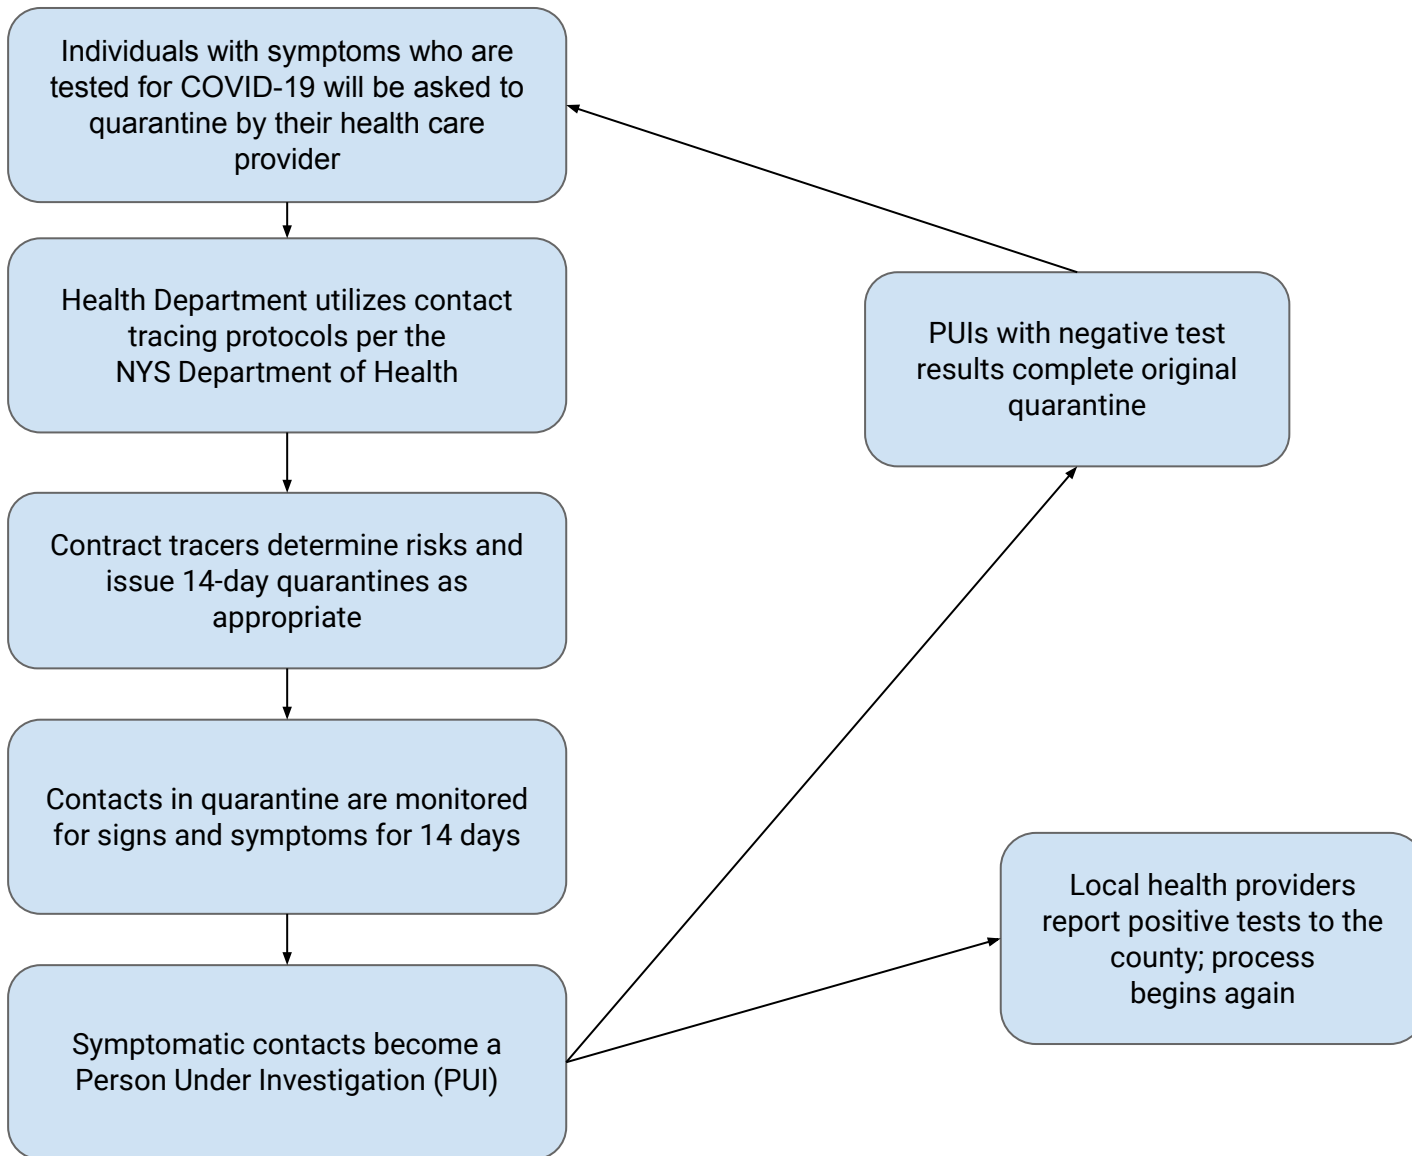 Individuals with symptoms who are
tested for COVID-19 will be asked to
quarantine by their health care
provider
Health Department utilizes contact
tracing protocols per the
NYS Department of Health
Contract tracers determine risks and
issue 14-day quarantines as
appropriate
Contacts in quarantine are monitored
for signs and symptoms for 14 days
Symptomatic contacts become a
Person Under Investigation (PUI)
PUIs with negative test
results complete original
quarantine
Local health providers
report positive tests to the
county; process
begins again